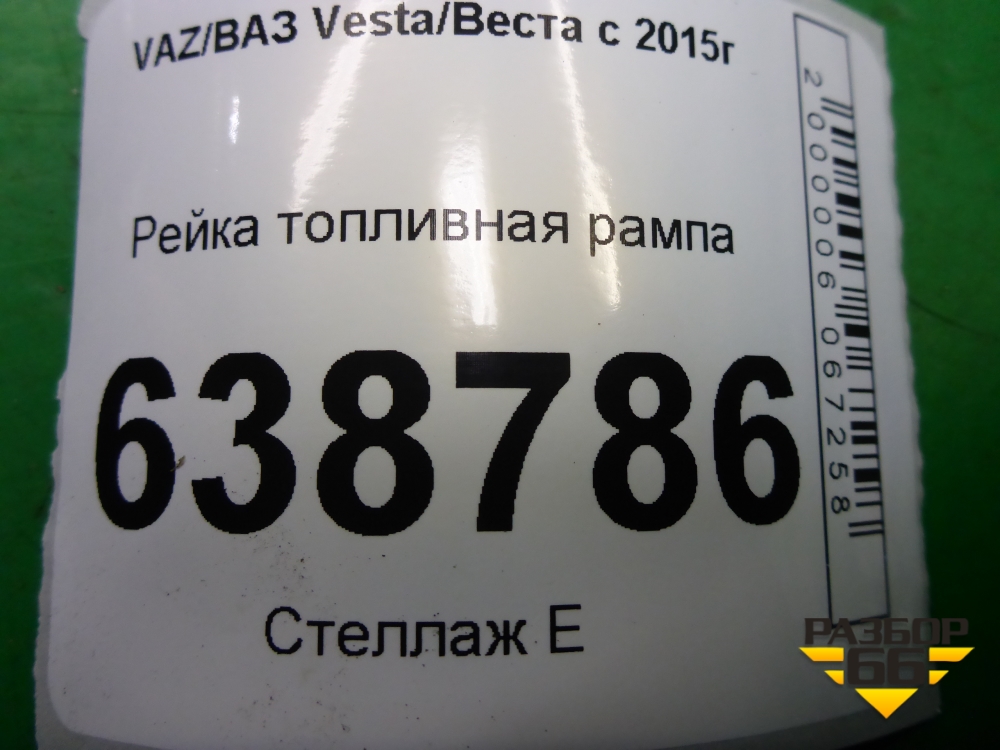 VAZ/ВАЗ Vesta/Веста с 2015г
Рейка топливная рампа
638786
Стеллаж Е
2000006067258
РАЗБОР
66